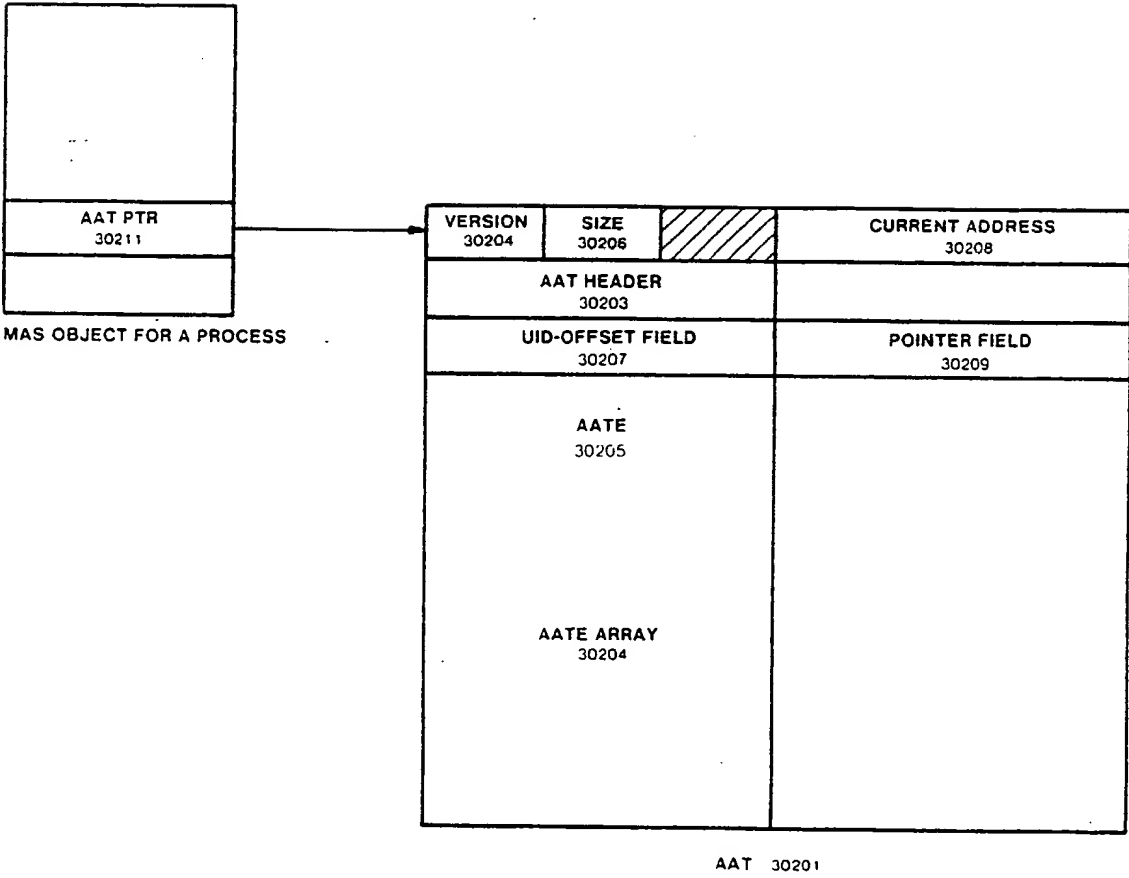 AAT PTR
30211
MAS OBJECT FOR A PROCESS
VERSION
30204
SIZE
30206
CURRENT ADDRESS
30208
AAT HEADER
30203
UID-OFFSET FIELD
30207
POINTER FIELD
30209
AATE
30205
AATE ARRAY
30204
AAT 30201